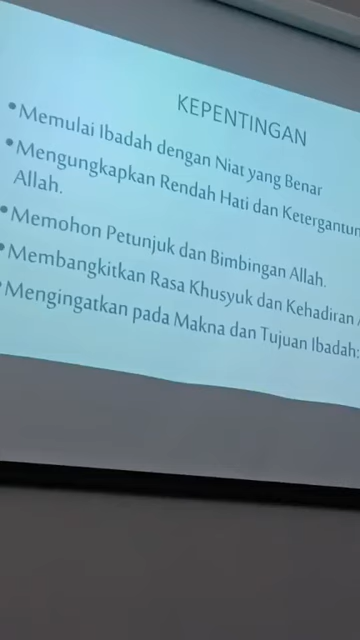 KEPENTINGAN
•Memulai Ibadah dengan Niat yang Benar
•Mengungkapkan Rendah Hati dan
Allah.
•Memohon Petunjuk dan Bimbingan Allah.
•Membangkitkan Rasa Khusyuk dan Kehadiran
•Mengingatkan pada Makna dan Tujuan Ibadah: